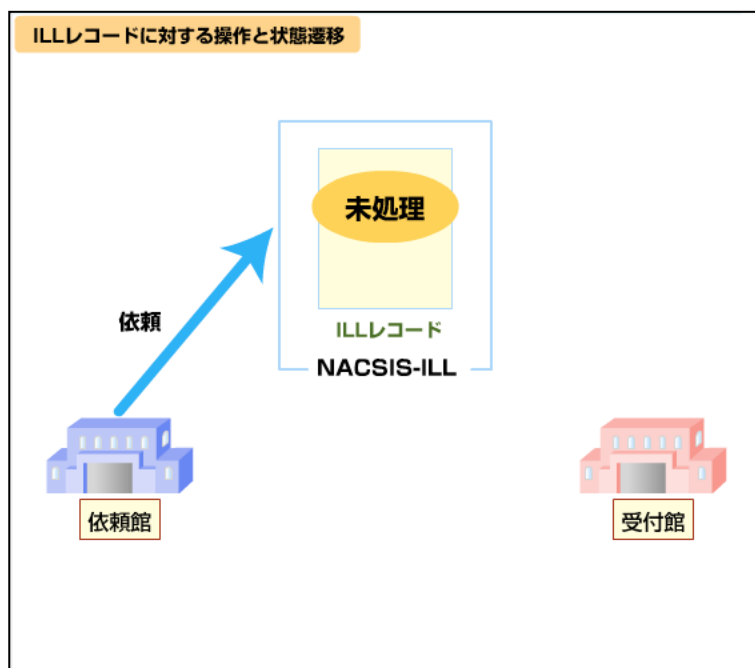 ILLレコードに対する操作と状態遷移
未処理
依頼
ILLレコード
NACSIS-ILL
依頼館
受付館